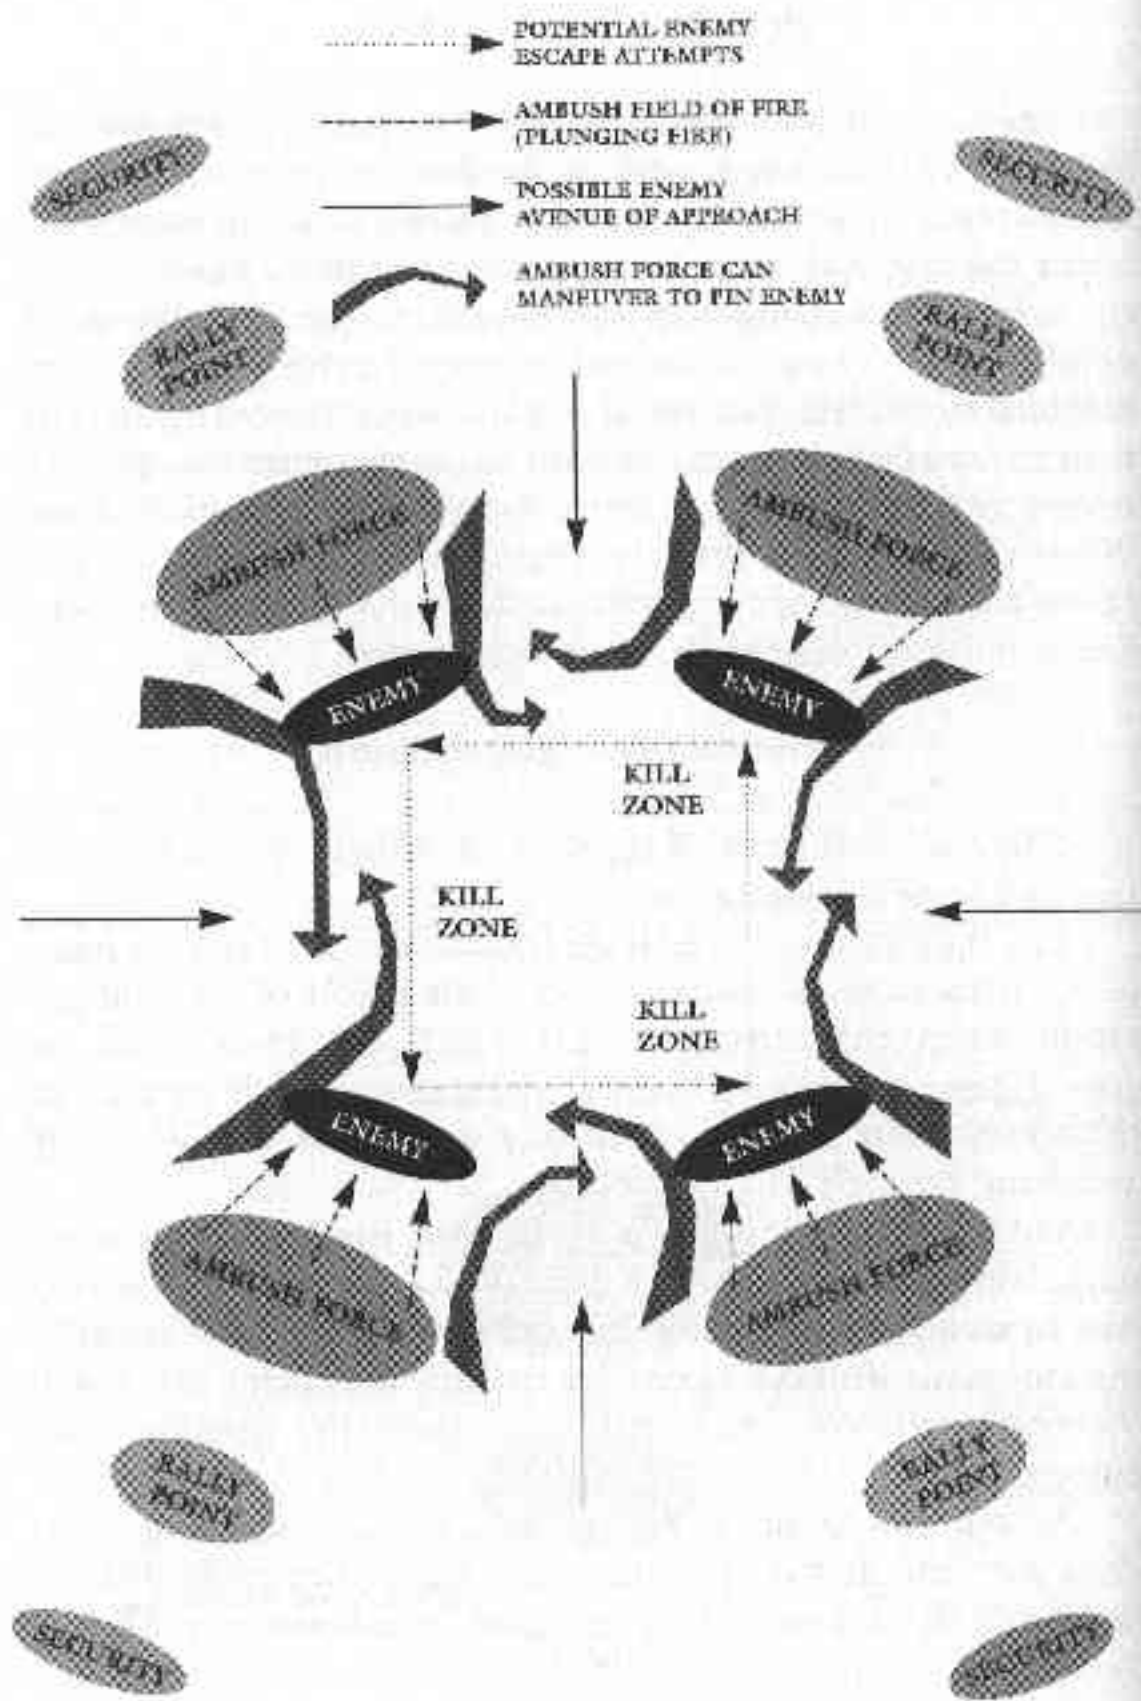 POTENTIAL ENEMY
ESCAPE ATTEMPTS
AMBUSH FIELD OF FIRE
(PLUNGING FIRE)
POSSIBLE ENEMY
AVENUE OF APPROACH
AMBUSH FORCE CAN
MANEUVER TO PIN ENEMY
SECURITY
SECURITY
RALLY
POINT
RALLY
POINT
AMBUSH FORCE
AMBUSH FORCE
ENEMY
ENEMY
KILL
ZONE
KILL
ZONE
KILL
ZONE
ENEMY
ENEMY
AMBUSH FORCE
AMBUSH FORCE
RALLY
POINT
RALLY
POINT
SECURITY
SECURITY